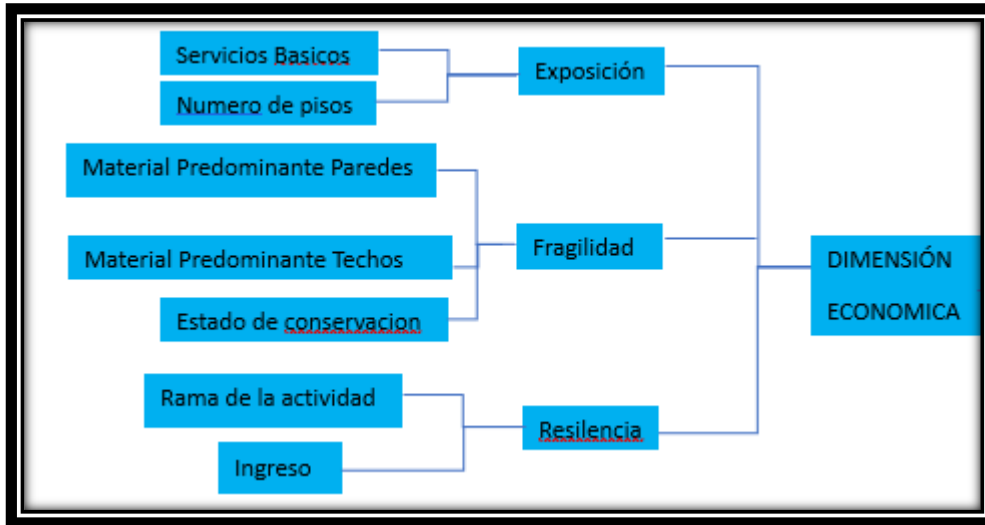 Servicios Basicos
Numero de pisos
Exposición
Material Predominante Paredes
Material Predominante Techos
Estado de conservacion
Fragilidad
Rama de la actividad
Ingreso
Resilencia
DIMENSIÓN
ECONOMICA